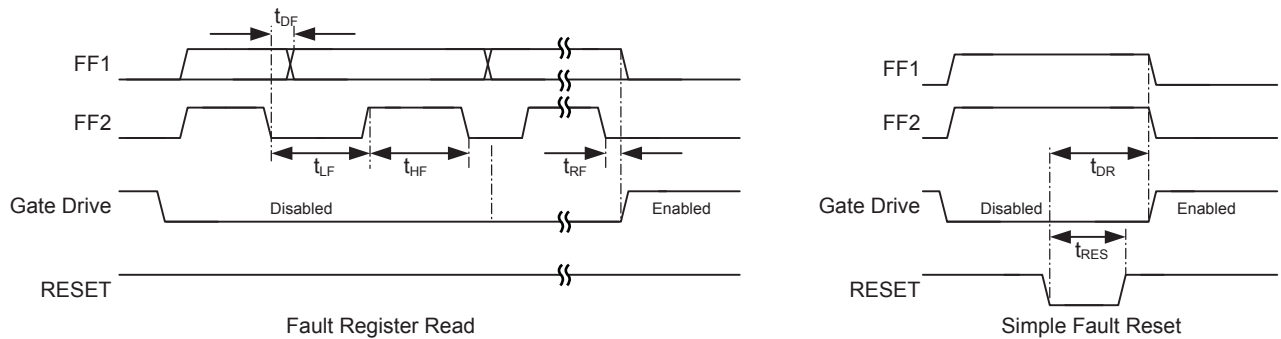 tDF
FF1
FF2
tLF
tHF
tRF
Gate Drive
Disabled
Enabled
RESET
Fault Register Read
FF1
FF2
tDR
Gate Drive
Disabled
Enabled
tRES
RESET
Simple Fault Reset